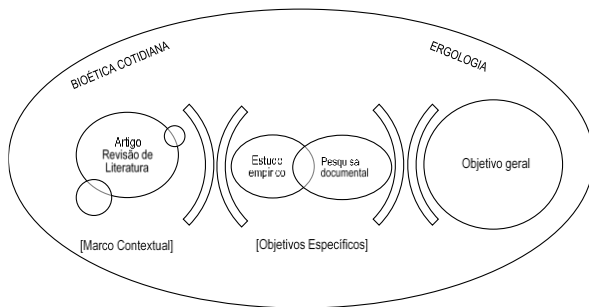 BIOÉTICA COTIDIANA
ERGOLOGIA
Artigo
Revisão de
Literatura
Estudo
empírico
Pesquisa
documental
Objetivo geral
[Marco Contextual]
[Objetivos Específicos]